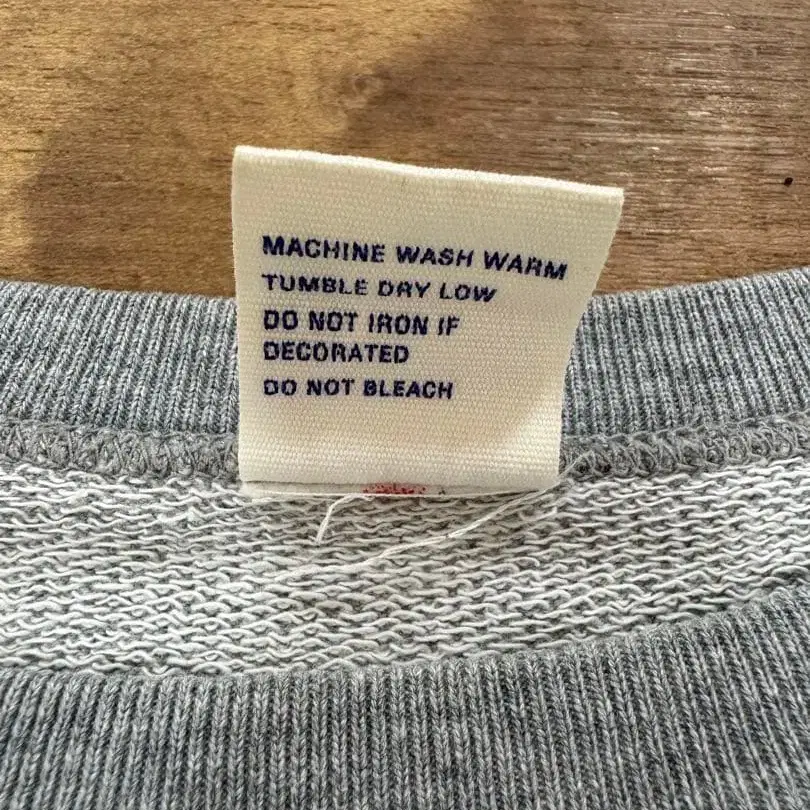 MACHINE WASH WARM
TUMBLE DRY LOW
DO NOT IRON IF
DECORATED
DO NOT BLEACH